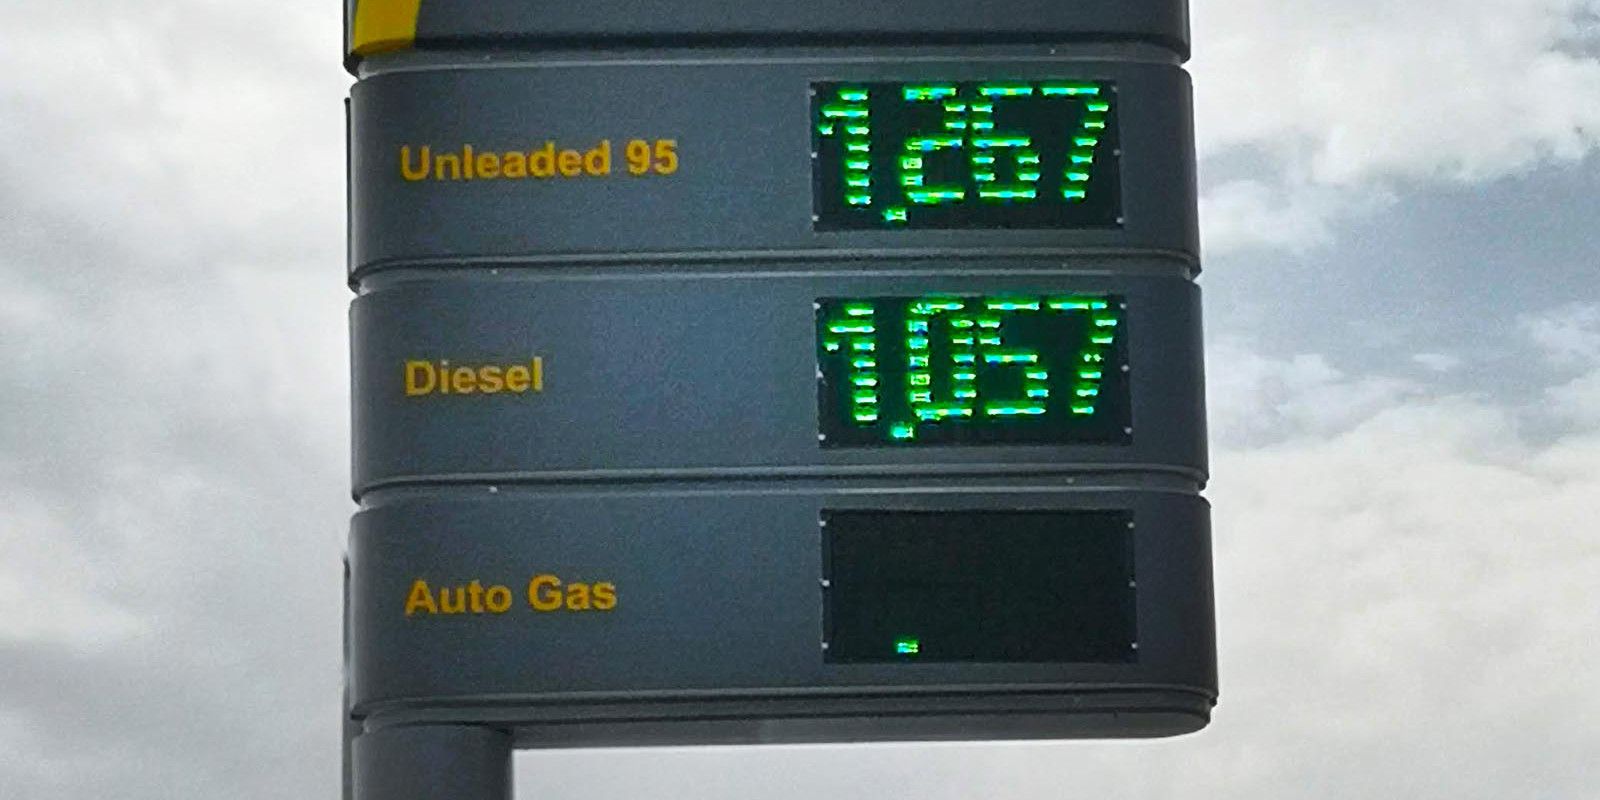 Unleaded 95 1.267
Diesel 1.057
Auto Gas .